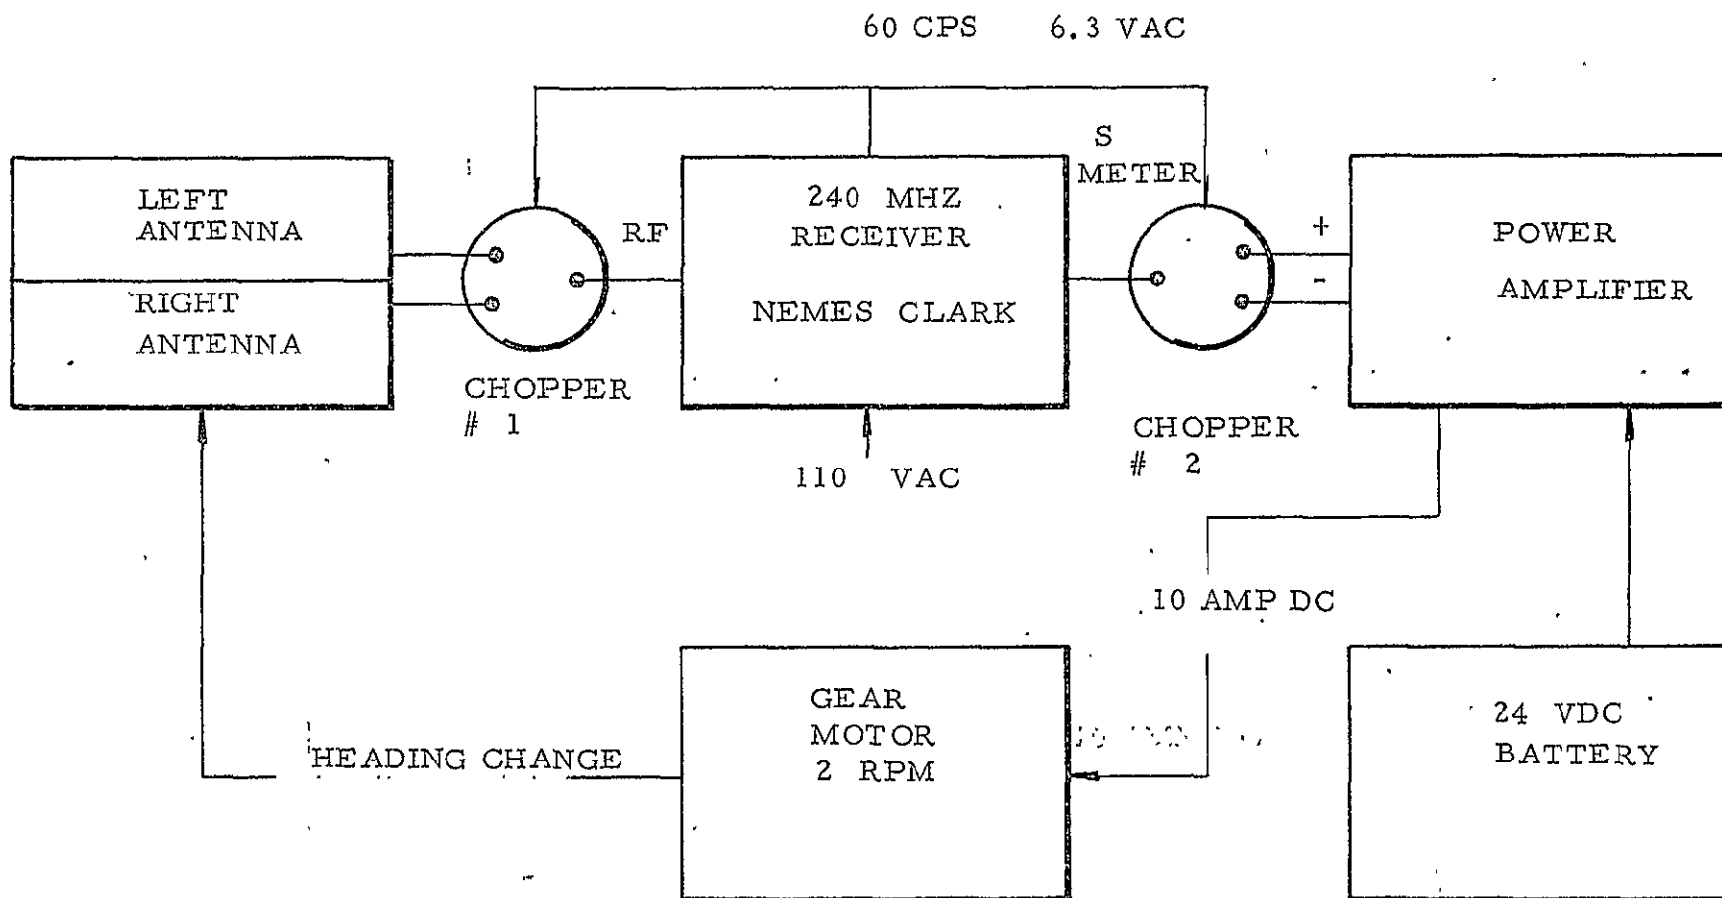 60 CPS 6.3 VAC
S
METER
LEFT
ANTENNA
RIGHT
ANTENNA
RF
240 MHZ
RECEIVER
NEMES CLARK
+
-
POWER
AMPLIFIER
CHOPPER
# 1
CHOPPER
# 2
110 VAC
10 AMP DC
HEADING CHANGE
GEAR
MOTOR
2 RPM
24 VDC
BATTERY